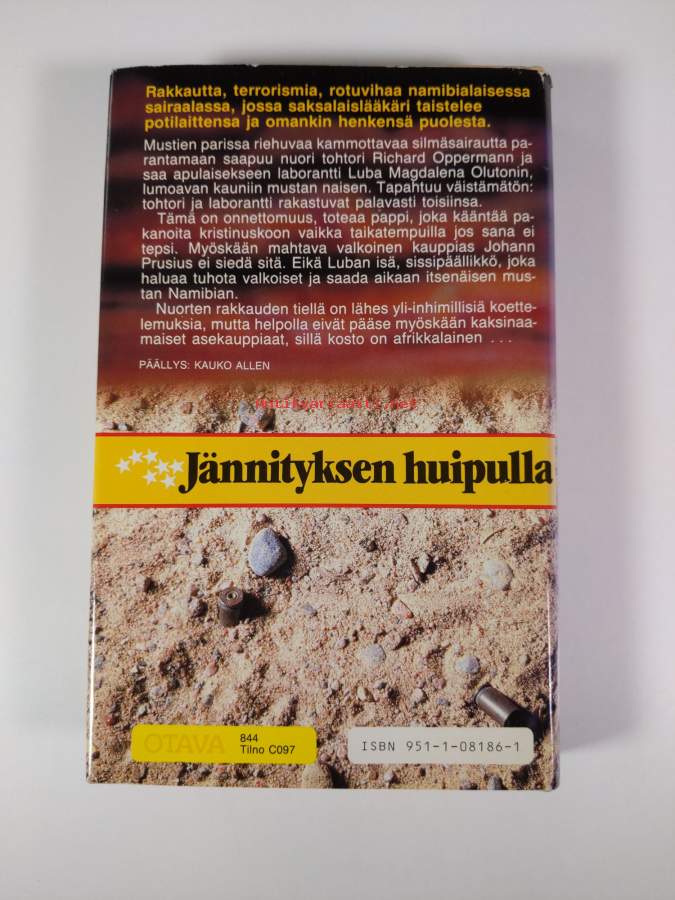 Rakkautta, terrorismia, rotuvihaa namibialaisessa
sairaalassa, jossa saksalaislääkäri taistelee
potilaittensa ja omankin henkensä puolesta.
Mustien parissa riehuvaa kammottavaa silmäsairautta pa-
rantamaan saapuu nuori tohtori Richard Oppermann ja
saa apulaisekseen laborantti Luba Magdalena Olutonin,
lumoavan kauniin mustan naisen. Tapahtuu väistämätön:
tohtori ja laborantti rakastuvat palavasti toisiinsa.
Tämä on onnettomuus, toteaa pappi, joka kääntää pa-
kanoita kristinuskoon vaikka taikatempuilla jos sana ei
tepsi. Myöskään mahtava valkoinen kauppias Johann
Prusius ei siedä sitä. Eikä Luban isä, sissipäällikkö, joka
haluaa tuhota valkoiset ja saada aikaan itsenäisen mus-
tan Namibian.
Nuorten rakkauden tiellä on lähes yli-inhimillisiä koette-
lemuksia, mutta helpolla eivät pääse myöskään kaksinaa-
maiset asekauppiaat, sillä kosto on afrikkalainen ...
PÄÄLLYS: KAUKO ALLEN
Antikvariaatti.net
Jännityksen huipulla
OTAVA
844
Tilno C097
ISBN 951-1-08186-1